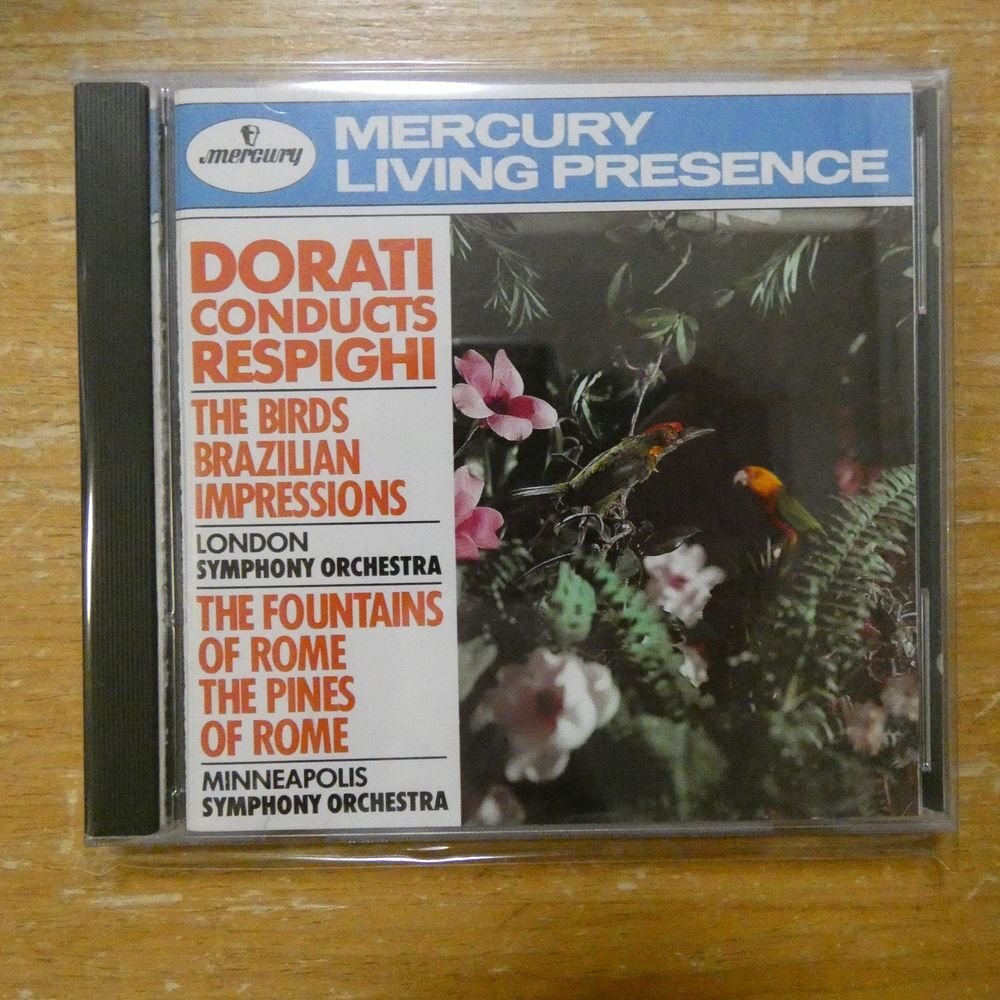 mercury
MERCURY
LIVING PRESENCE
DORATI
CONDUCTS
RESPIGHI
THE BIRDS
BRAZILIAN
IMPRESSIONS
LONDON
SYMPHONY ORCHESTRA
THE FOUNTAINS
OF ROME
THE PINES
OF ROME
MINNEAPOLIS
SYMPHONY ORCHESTRA